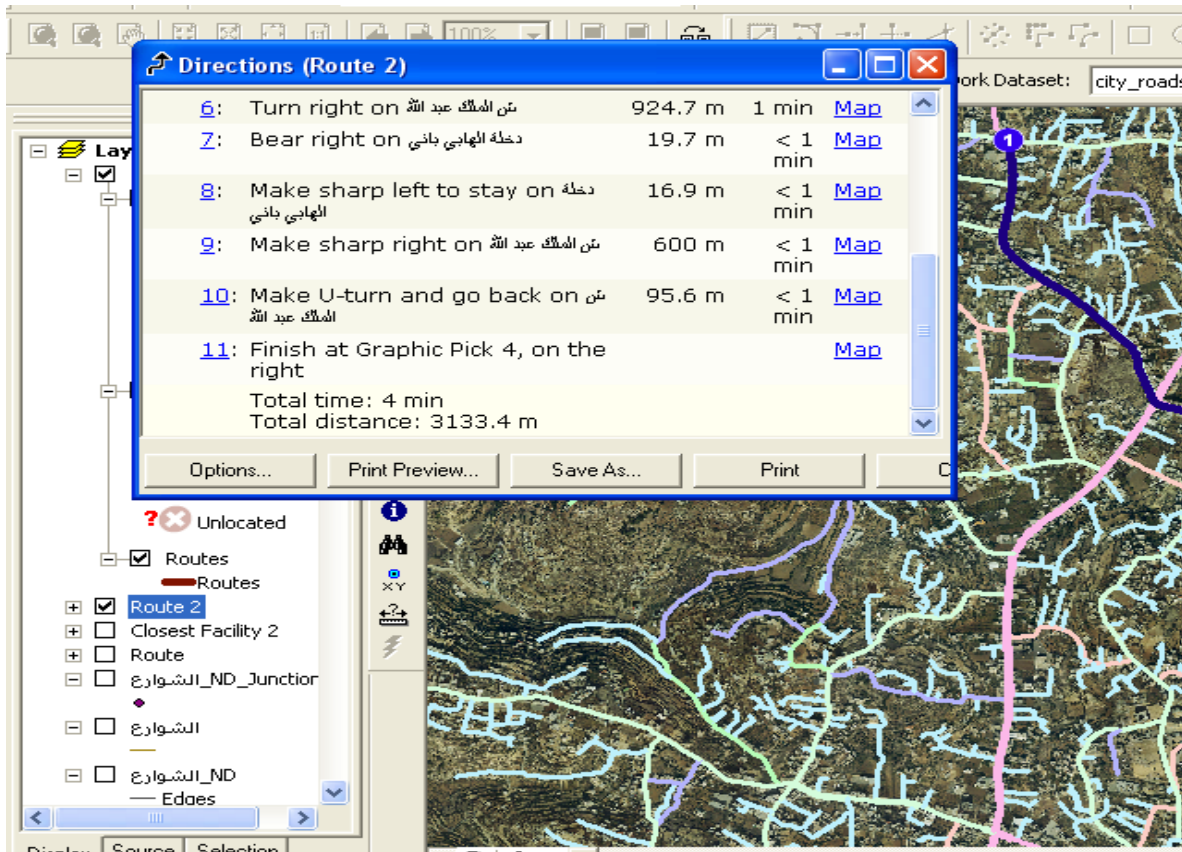 100%
Directions (Route 2)
Network Dataset: city_roads
6: Turn right on ش الملك عبد الله 924.7 m 1 min Map
7: Bear right on دخلة الهابي باني 19.7 m < 1 min Map
8: Make sharp left to stay on دخلة 16.9 m < 1 min Map
الهابي باني
9: Make sharp right on ش الملك عبد الله 600 m < 1 min Map
10: Make U-turn and go back on ش 95.6 m < 1 min Map
الملك عبد الله
11: Finish at Graphic Pick 4, on the Map
right
Total time: 4 min
Total distance: 3133.4 m
Options... Print Preview... Save As... Print C
Lay
1
? Unlocated
Routes
Routes
Route 2
Closest Facility 2
Route
الشوارع_ND_Junction
الشوارع
الشوارع_ND
Edges
XY
Display Source Selection